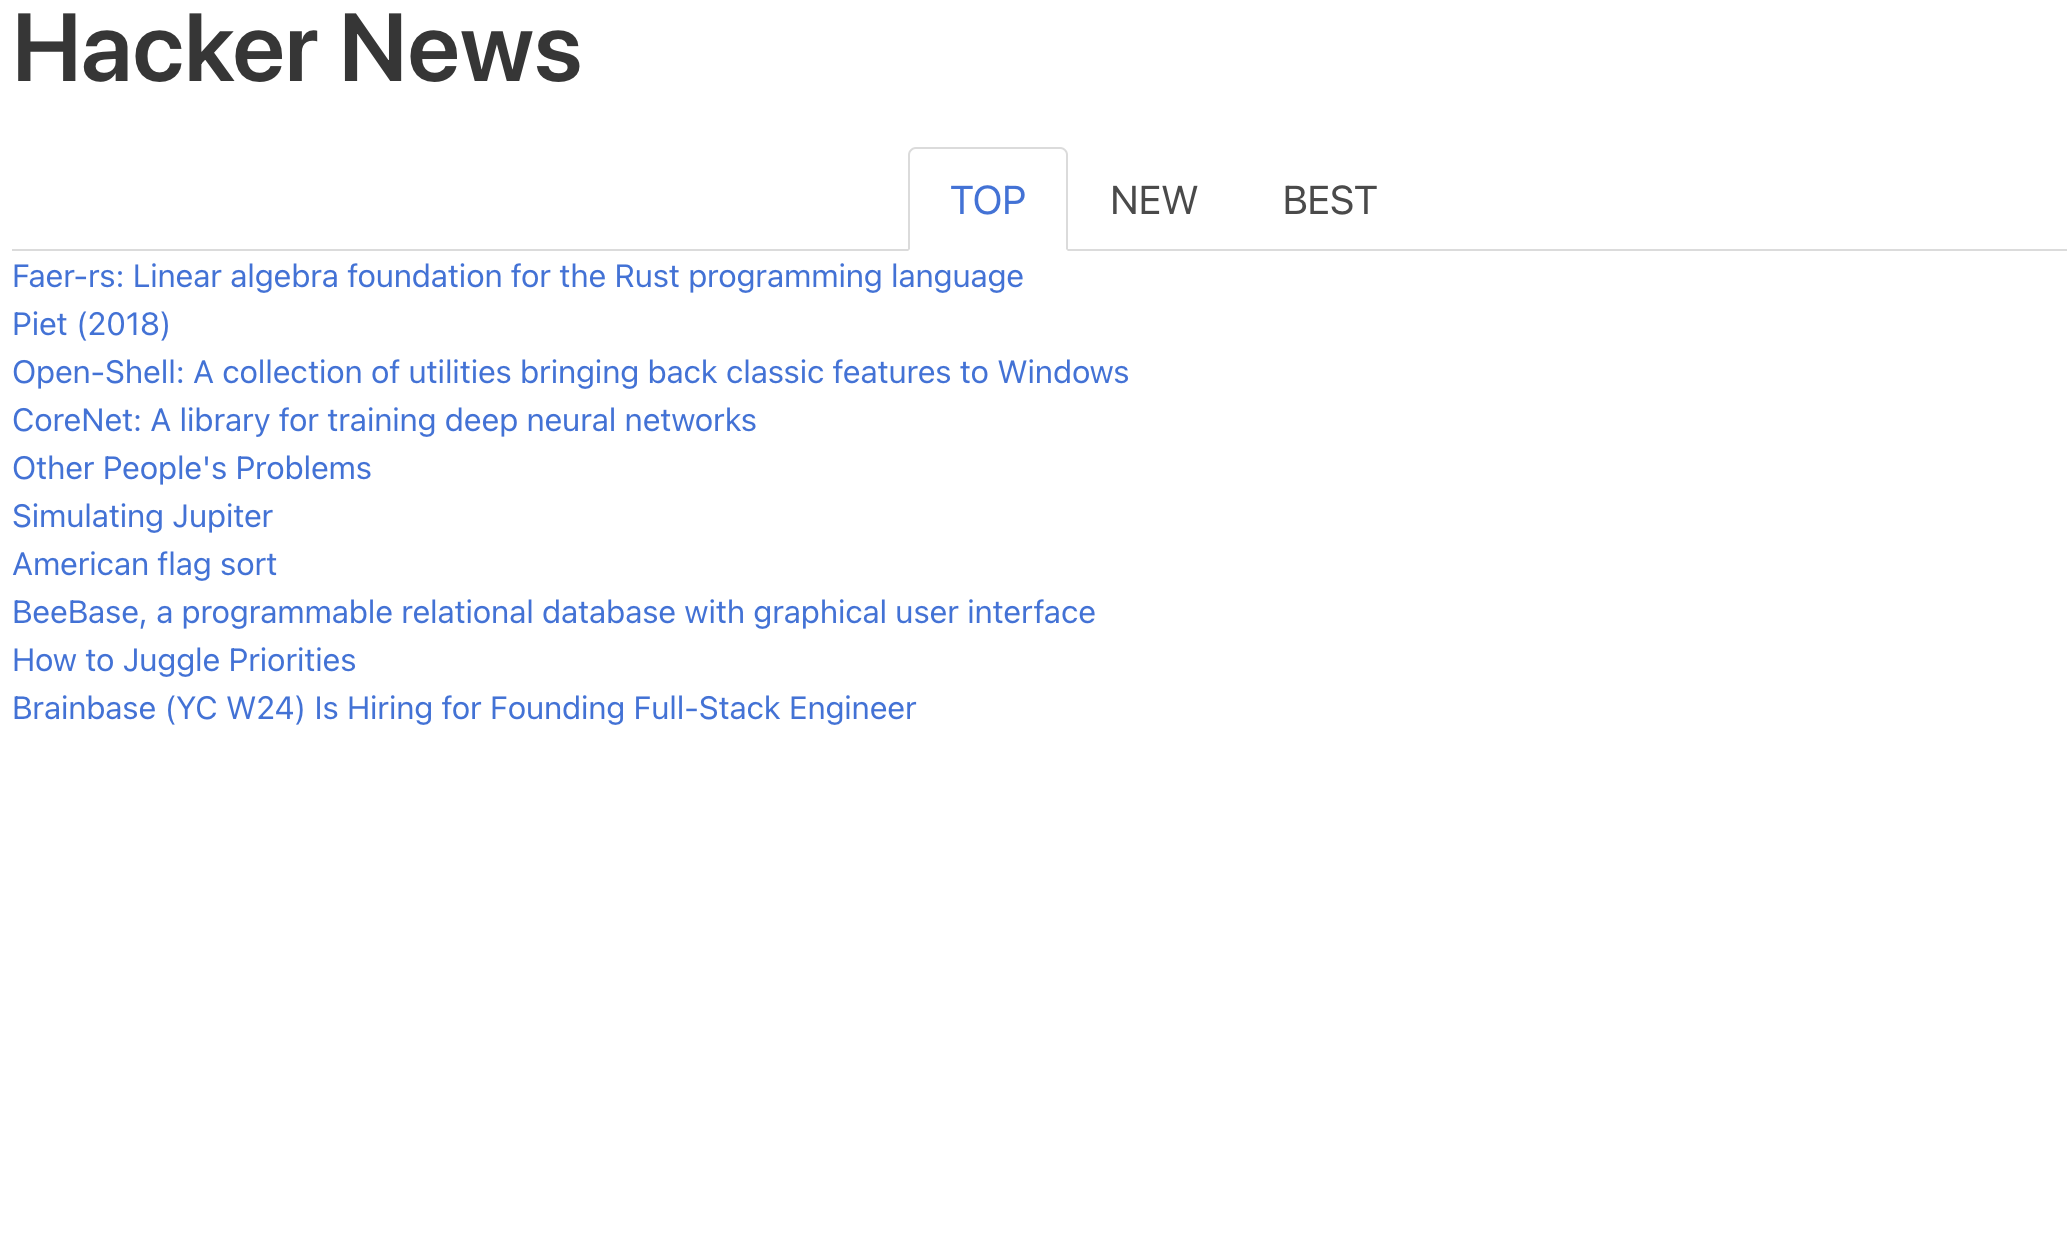 Hacker News
TOP NEW BEST
Faer-rs: Linear algebra foundation for the Rust programming language
Piet (2018)
Open-Shell: A collection of utilities bringing back classic features to Windows
CoreNet: A library for training deep neural networks
Other People's Problems
Simulating Jupiter
American flag sort
BeeBase, a programmable relational database with graphical user interface
How to Juggle Priorities
Brainbase (YC W24) Is Hiring for Founding Full-Stack Engineer